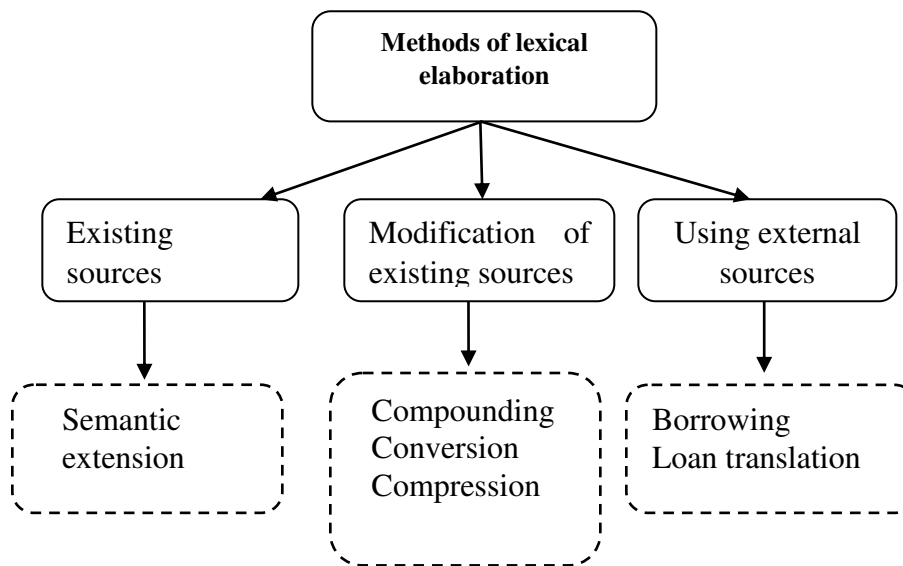 Methods of lexical
elaboration
Existing
sources
Modification of
existing sources
Using external
sources
Semantic
extension
Compounding
Conversion
Compression
Borrowing
Loan translation